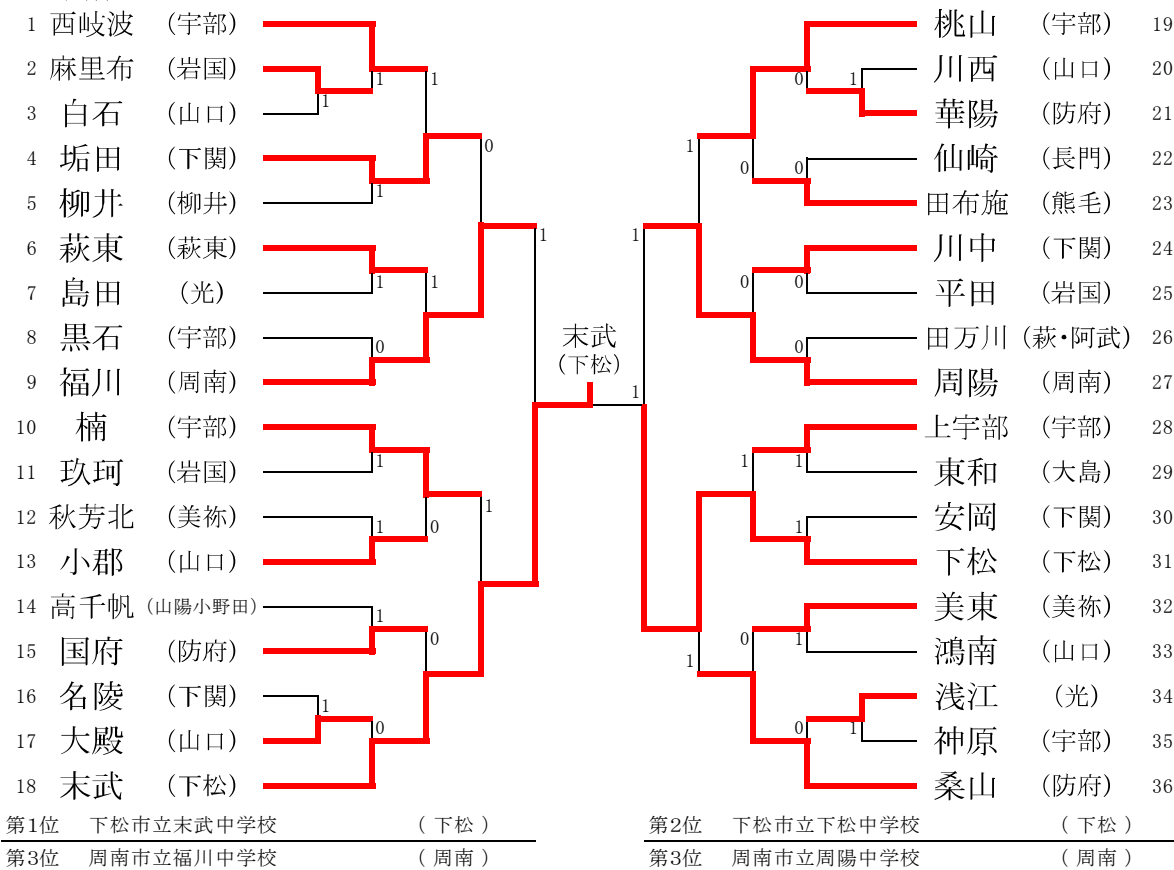 1 西岐波 (宇部)
2 麻里布 (岩国)
3 白石 (山口)
4 垢田 (下関)
5 柳井 (柳井)
6 萩東 (萩東)
7 島田 (光)
8 黒石 (宇部)
9 福川 (周南)
10 楠 (宇部)
11 玖珂 (岩国)
12 秋芳北 (美祢)
13 小郡 (山口)
14 高千帆 (山陽小野田)
15 国府 (防府)
16 名陵 (下関)
17 大殿 (山口)
18 末武 (下松)
1
1
1
0
1
1
1
1
0
1
1
0
1
1
0
1
0
末武
(下松)
1
1
0
1
1
0
0
0
0
0
1
1
1
0
1
1
0
1
桃山 (宇部) 19
川西 (山口) 20
華陽 (防府) 21
仙崎 (長門) 22
田布施 (熊毛) 23
川中 (下関) 24
平田 (岩国) 25
田万川 (萩・阿武) 26
周陽 (周南) 27
上宇部 (宇部) 28
東和 (大島) 29
安岡 (下関) 30
下松 (下松) 31
美東 (美祢) 32
鴻南 (山口) 33
浅江 (光) 34
神原 (宇部) 35
桑山 (防府) 36
第1位 下松市立末武中学校 ( 下松 )
第3位 周南市立福川中学校 ( 周南 )
第2位 下松市立下松中学校 ( 下松 )
第3位 周南市立周陽中学校 ( 周南 )